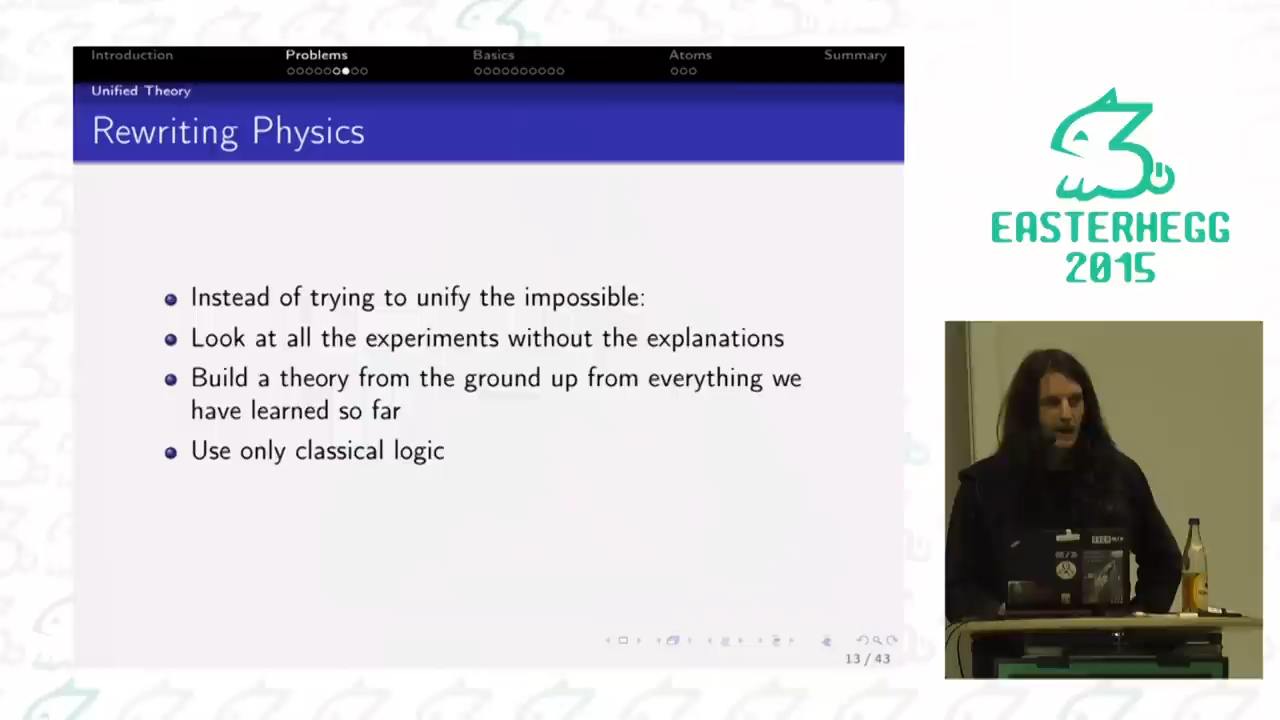 Introduction Problems Basics Atoms Summary
Unified Theory
Rewriting Physics
Instead of trying to unify the impossible:
Look at all the experiments without the explanations
Build a theory from the ground up from everything we
have learned so far
Use only classical logic
13 / 43
EASTERHEGG
2015